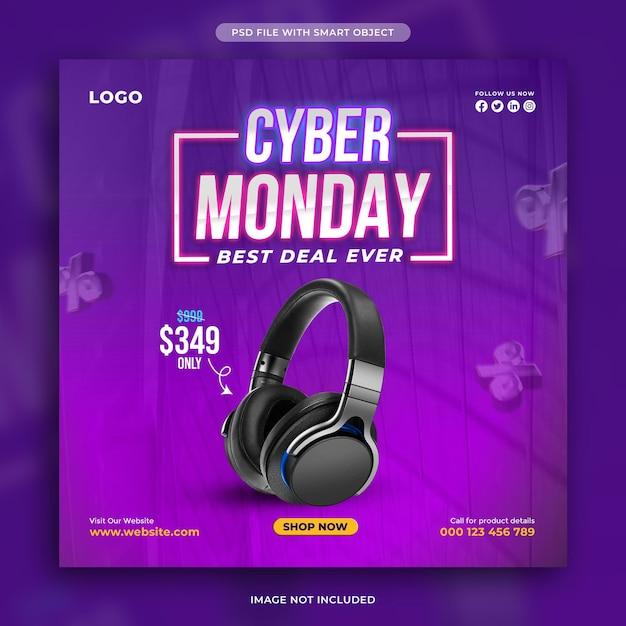 PSD FILE WITH SMART OBJECT
LOGO
FOLLOW US NOW
CYBER
MONDAY
BEST DEAL EVER
$999
$349
ONLY
SHOP NOW
Visit Our Website
www.website.com
Call for product details
000 123 456 789
IMAGE NOT INCLUDED